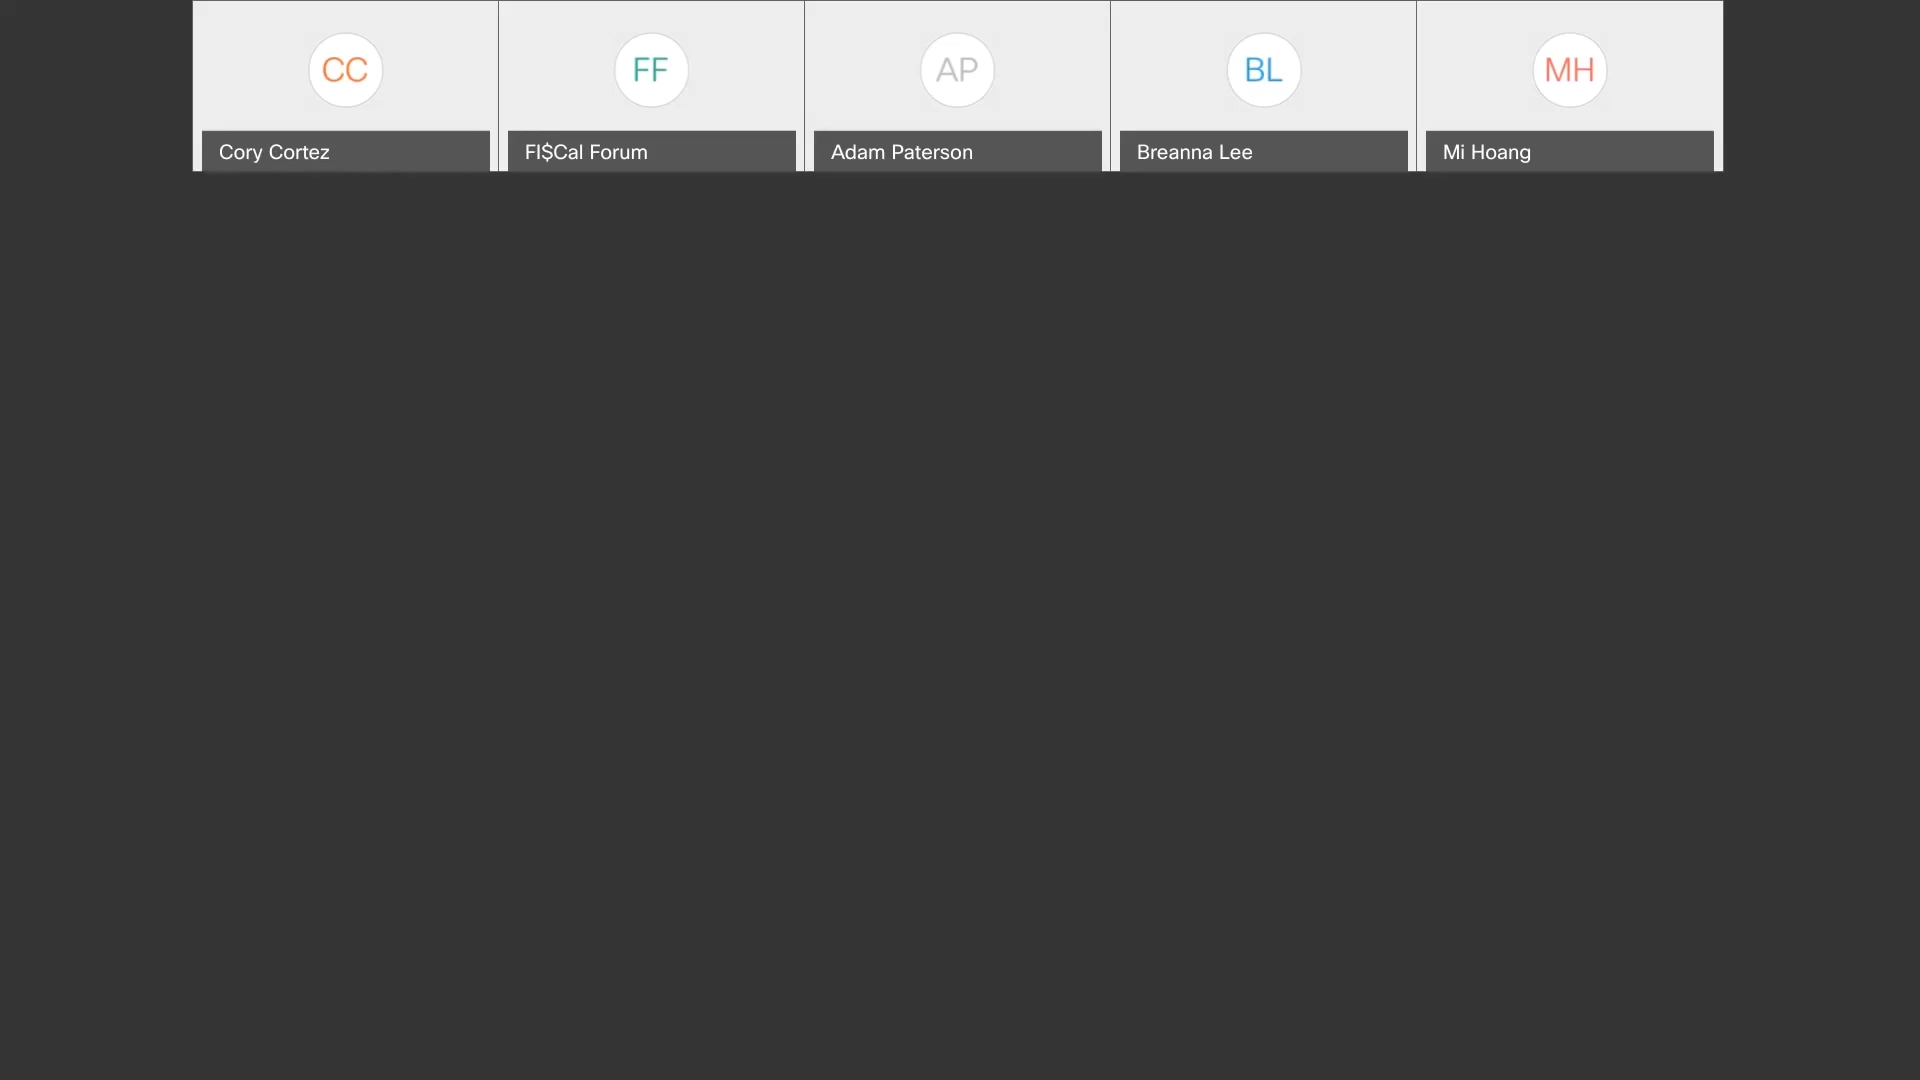 CC
FF
AP
BL
MH
Cory Cortez
FI$Cal Forum
Adam Paterson
Breanna Lee
Mi Hoang